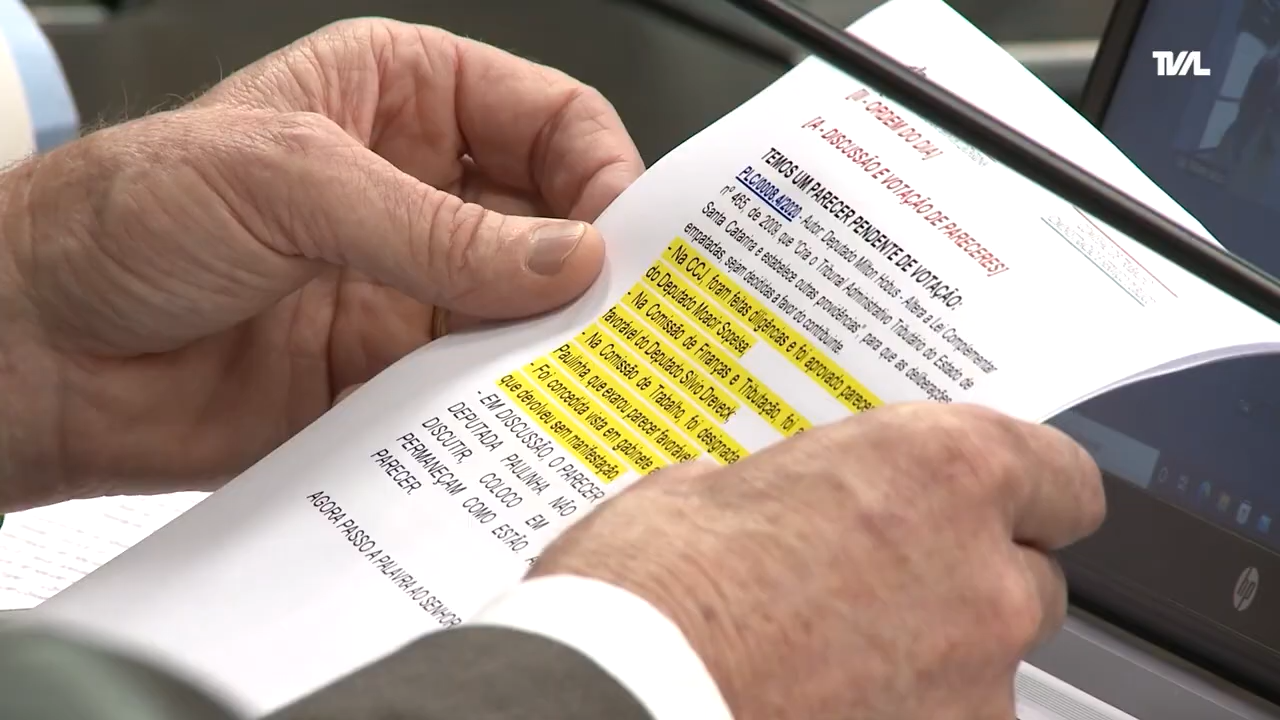 TVAL
[II - ORDEM DO DIA]
[A - DISCUSSÃO E VOTAÇÃO DE PARECERES]
TEMOS UM PARECER PENDENTE DE VOTAÇÃO:
PLC/0008.4/2020 - Autor: Deputado Milton Hobus - Altera a Lei Complementar
nº 465, de 2009, que "Cria o Tribunal Administrativo Tributário do Estado de
Santa Catarina e estabelece outras providências", para que as deliberações
empatadas sejam decididas a favor do contribuinte.
- Na CCJ, foram feitas diligências e foi aprovado parecer
do Deputado Moacir Sopelsa
- Na Comissão de Finanças e Tributação, foi
favorável do Deputado Silvio Dreveck
- Na Comissão de Trabalho, foi designada
Paulinha, que exarou parecer favorável
- Foi concedida vista em gabinete
que devolveu sem manifestação.
- EM DISCUSSÃO O PARECER
DEPUTADA PAULINHA. NÃO
DISCUTIR, COLOCO EM
PERMANEÇAM COMO ESTÃO.
PARECER.
AGORA PASSO A PALAVRA AO SENHOR
hp